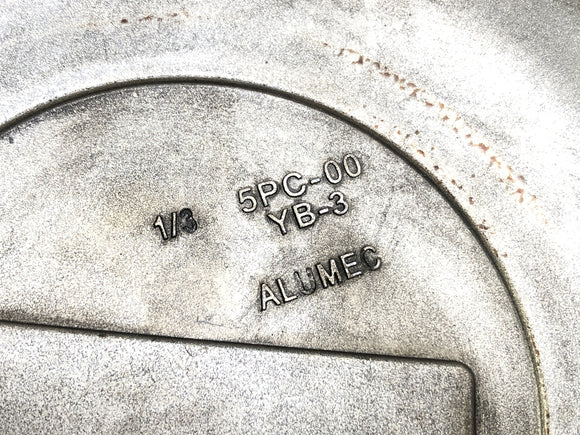 5PC-00
YB-3
1/3
ALUMEC